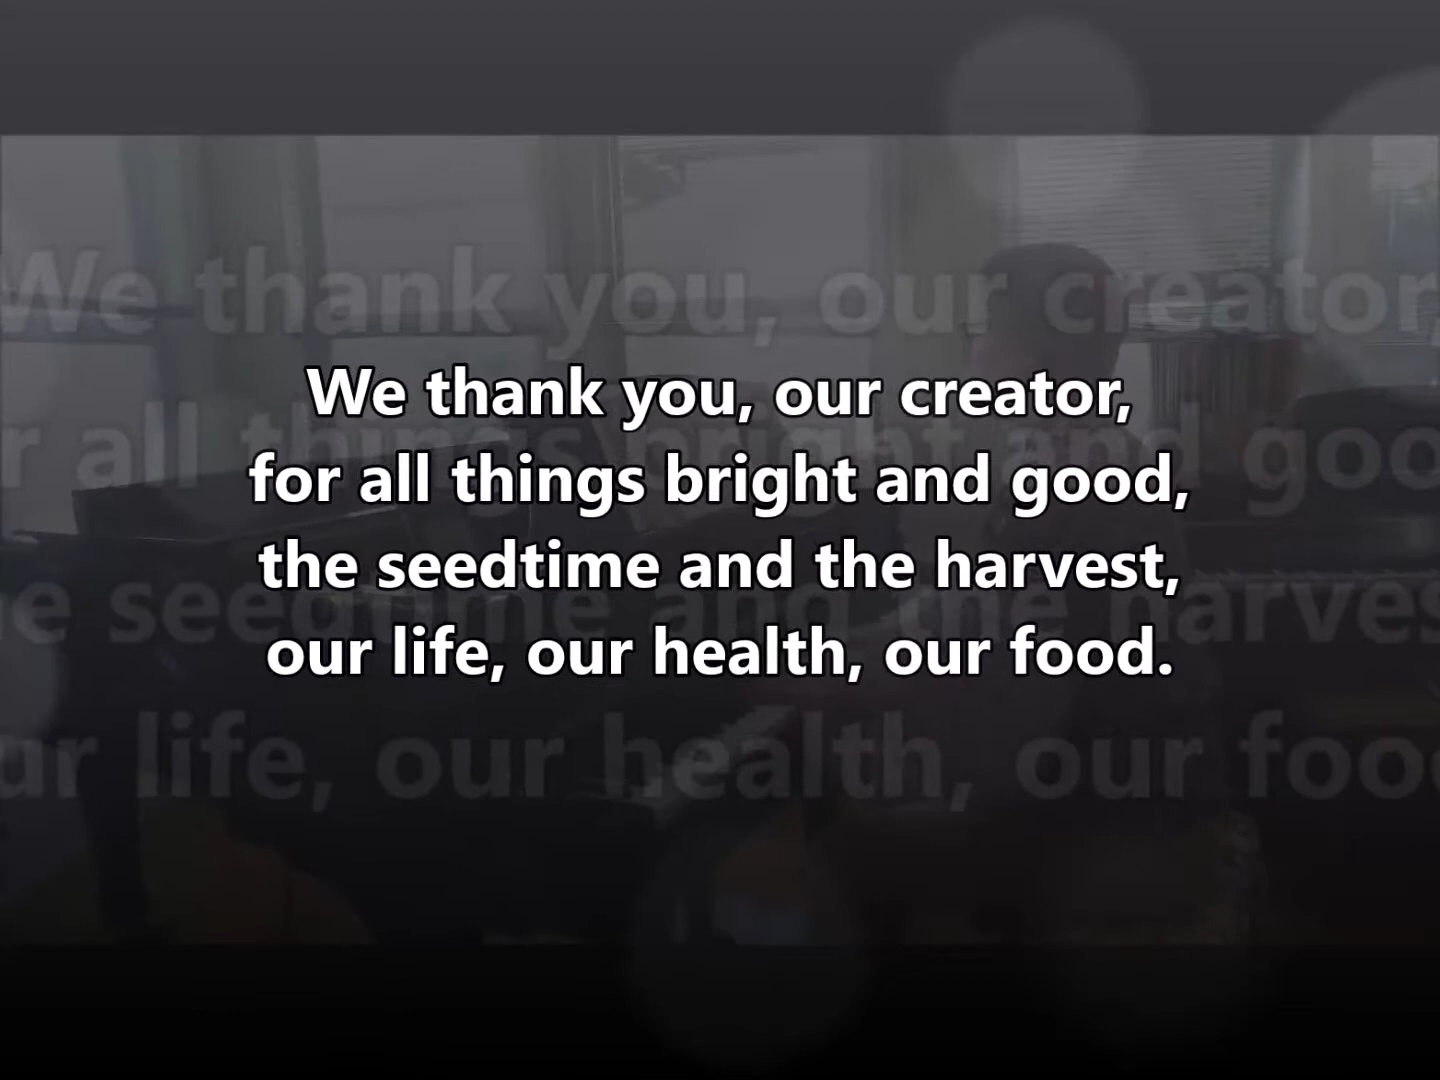 We thank you, our creator,
for all things bright and good,
the seedtime and the harvest,
our life, our health, our food.